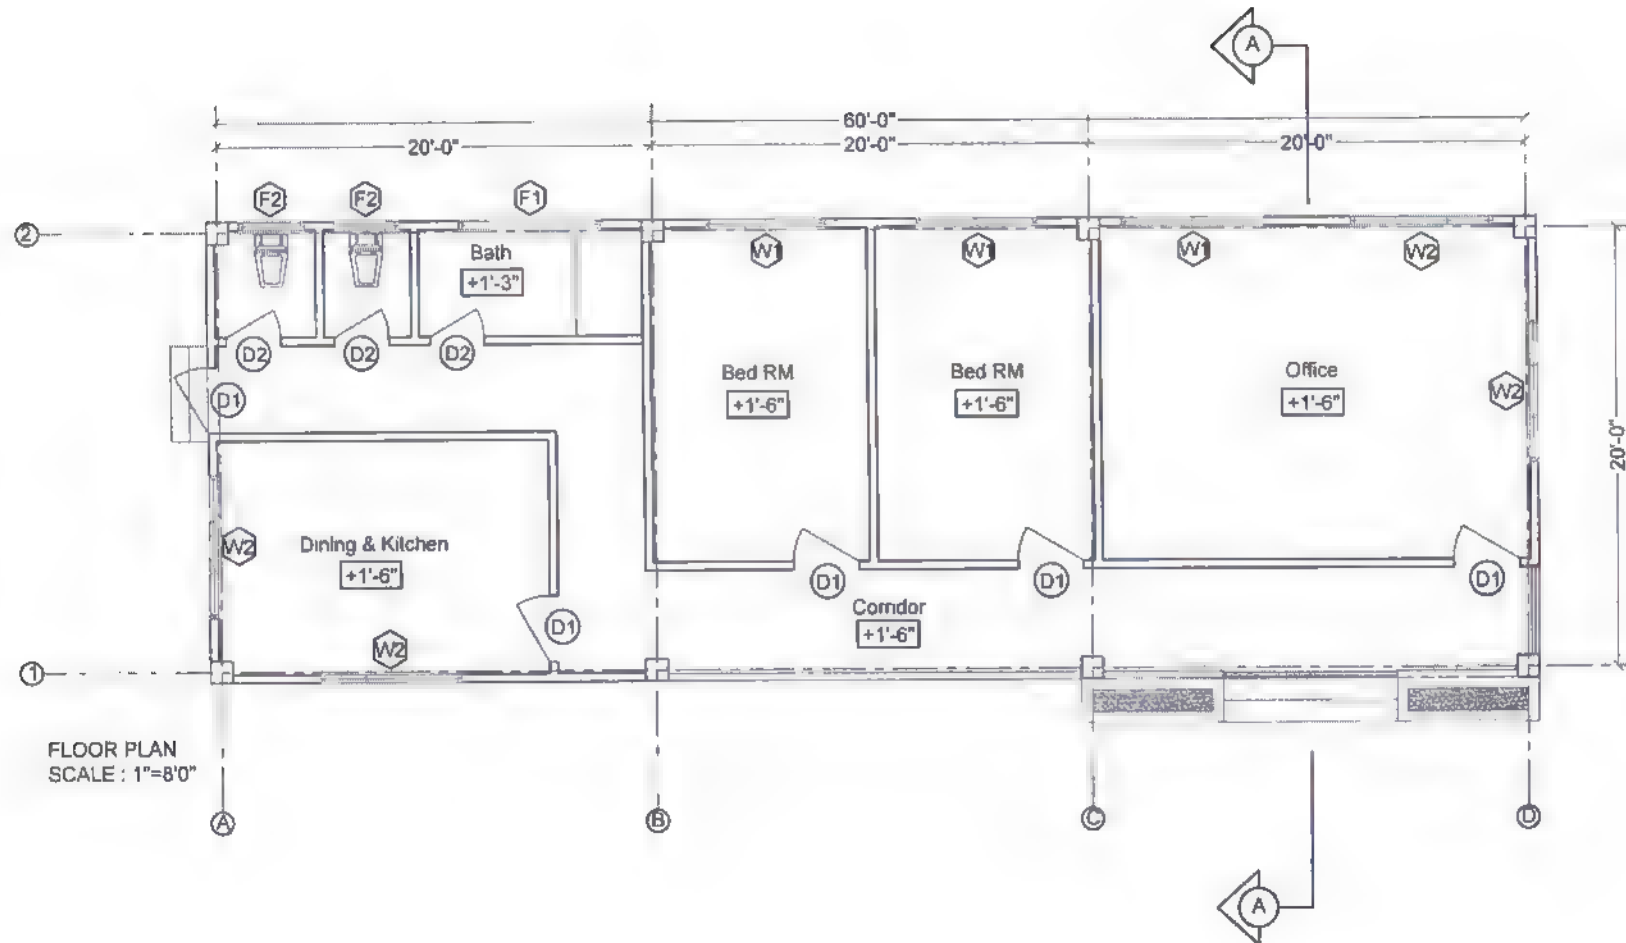 A
60'-0"
20'-0" 20'-0" 20'-0"
F2 F2 F1
2
W1 W1 W1 W2
Bath
+1'-3"
D2 D2 D2
Bed RM Bed RM Office
+1'-6" +1'-6" +1'-6"
W2
D1
20'-0"
W2
Dining & Kitchen
+1'-6"
D1 D1 D1
Corridor
+1'-6"
D1
W2
1
FLOOR PLAN
SCALE : 1"=8'0"
A B C D
A